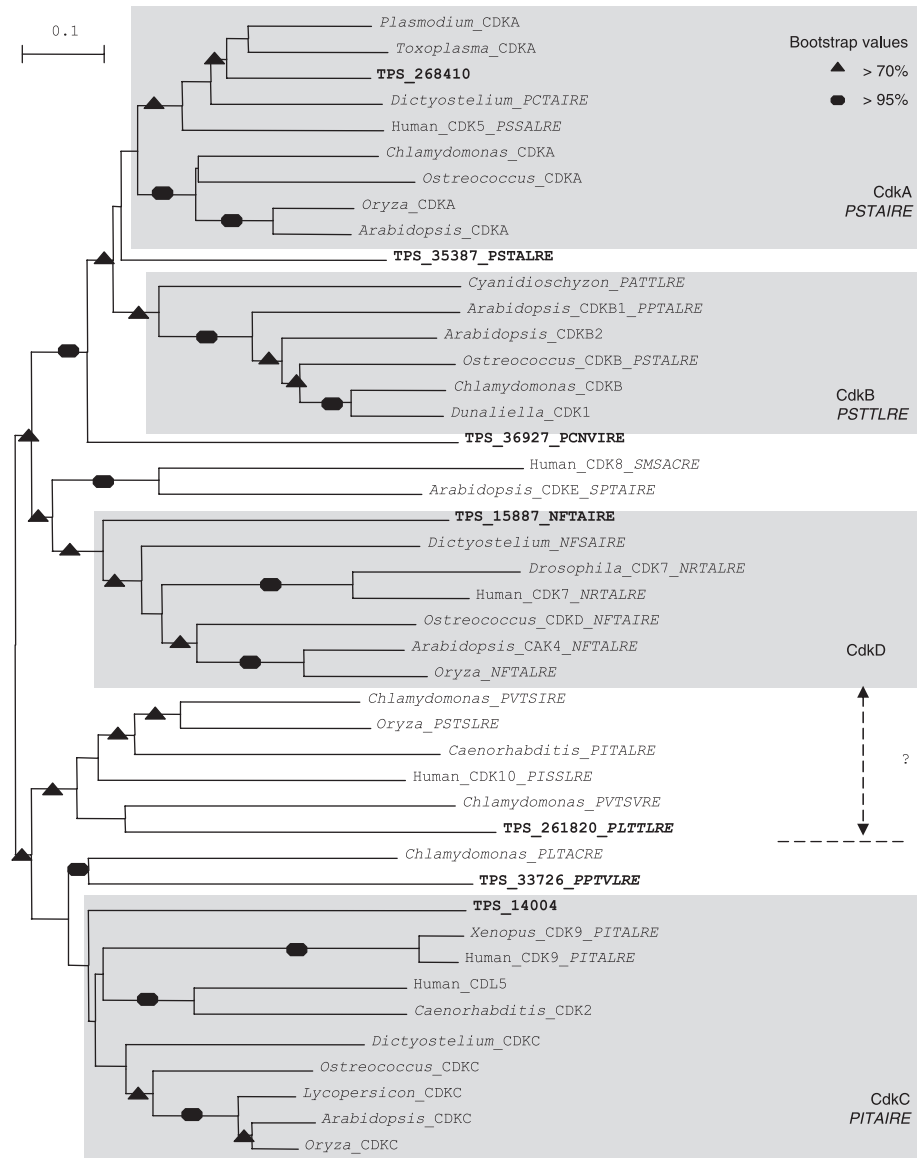 0.1
Bootstrap values
> 70%
> 95%
Plasmodium_CDKA
Toxoplasma_CDKA
TPS_268410
Dictyostelium_PCTAIRE
Human_CDK5_PSSALRE
Chlamydomonas_CDKA
Ostreococcus_CDKA
Oryza_CDKA
Arabidopsis_CDKA
CdkA
PSTAIRE
TPS_35387_PSTALRE
Cyanidioschyzon_PATTLRE
Arabidopsis_CDKB1_PPTALRE
Arabidopsis_CDKB2
Ostreococcus_CDKB_PSTALRE
Chlamydomonas_CDKB
Dunaliella_CDK1
CdkB
PSTTLRE
TPS_36927_PCNVIRE
Human_CDK8_SMSACRE
Arabidopsis_CDKE_SPTAIRE
TPS_15887_NFTAIRE
Dictyostelium_NFSAIRE
Drosophila_CDK7_NRTALRE
Human_CDK7_NRTALRE
Ostreococcus_CDKD_NFTAIRE
Arabidopsis_CAK4_NFTALRE
Oryza_NFTALRE
CdkD
Chlamydomonas_PVTSIRE
Oryza_PSTSLRE
Caenorhabditis_PITALRE
?
Human_CDK10_PISSLRE
Chlamydomonas_PVTSVRE
TPS_261820_PLTTLRE
Chlamydomonas_PLTACRE
TPS_33726_PPTVLRE
TPS_14004
Xenopus_CDK9_PITALRE
Human_CDK9_PITALRE
Human_CDL5
Caenorhabditis_CDK2
Dictyostelium_CDKC
Ostreococcus_CDKC
Lycopersicon_CDKC
Arabidopsis_CDKC
Oryza_CDKC
CdkC
PITAIRE